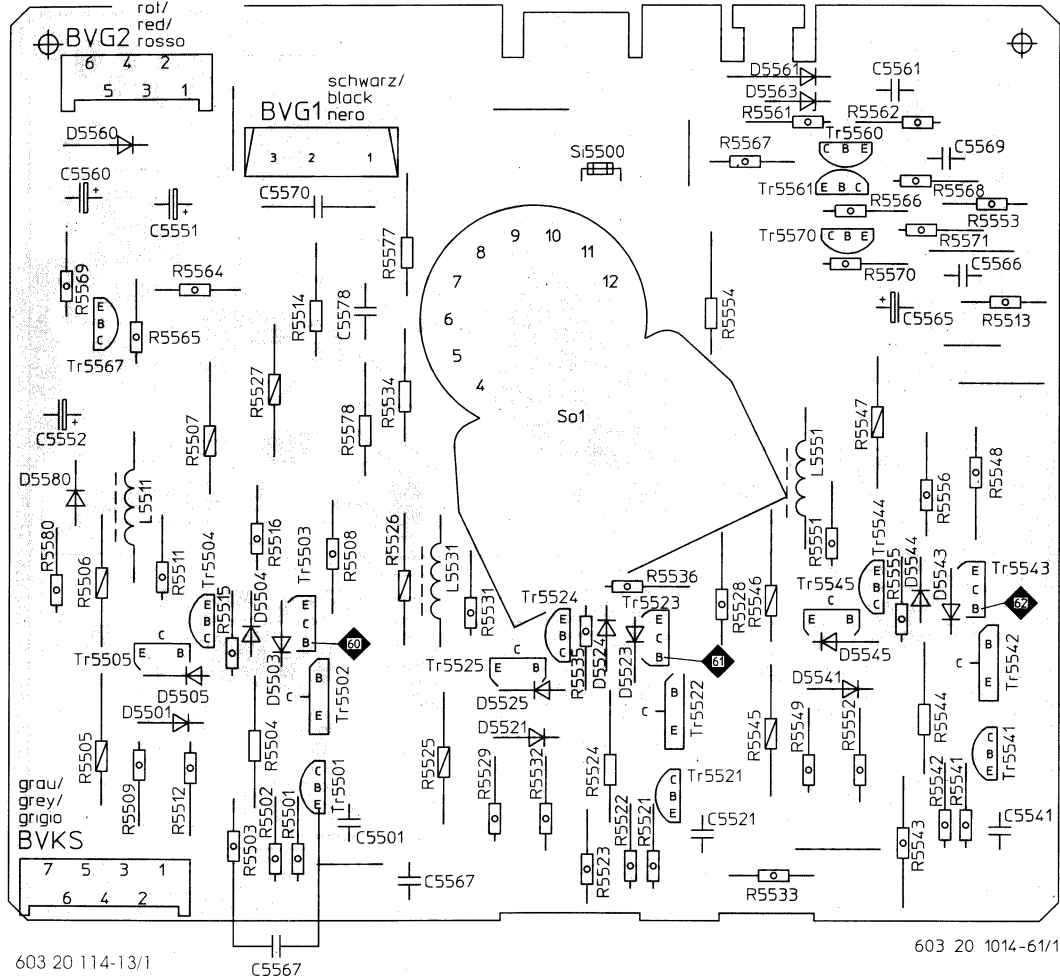 rot/
red/
rosso
BVG2
6 4 2
5 3 1
schwarz/
black
nero
BVG1
3 2 1
D5560
C5560
+
C5551
+
C5570
Si5500
D5561
D5563
C5561
R5561
R5562
Tr5560
C B E
R5567
C5569
Tr5561
E B C
R5568
R5566
R5553
Tr5570
C B E
R5571
R5570
C5566
+
C5565
R5513
R5569
R5564
E
B
C
Tr5567
R5565
R5514
C5578
R5577
R5527
R5534
R5578
R5507
C5552
+
9 10
8 11
7 12
6
5
4
So1
R5554
R5547
L5551
R5548
R5556
D5580
L5511
R5580
R5506
R5511
Tr5504
E
B
C
R5515
R5516
D5504
Tr5503
E
C
B
R5508
60
D5503
C
E B
Tr5505
D5505
D5501
Tr5502
B
C
E
R5526
L5531
R5531
Tr5524
E
B
C
R5536
Tr5523
E
C
B
R5528
R5546
61
R5535
D5524
D5523
C
E B
Tr5525
D5525
D5521
Tr5522
B
C
E
R5551
Tr5544
E
B
C
R5555
D5544
D5543
Tr5543
E
C
B
62
Tr5545
C
E B
D5545
D5541
Tr5542
B
C
E
R5505
R5509
R5512
R5504
Tr5501
C
B
E
R5502
R5501
R5503
C5501
R5525
R5529
R5532
R5524
Tr5521
C
B
E
R5522
R5521
R5523
C5521
R5545
R5549
R5552
R5544
Tr5541
C
B
E
R5542
R5541
R5543
C5541
R5533
grau/
grey/
grigio
BVKS
7 5 3 1
6 4 2
C5567
C5567
603 20 114-13/1
603 20 1014-61/1